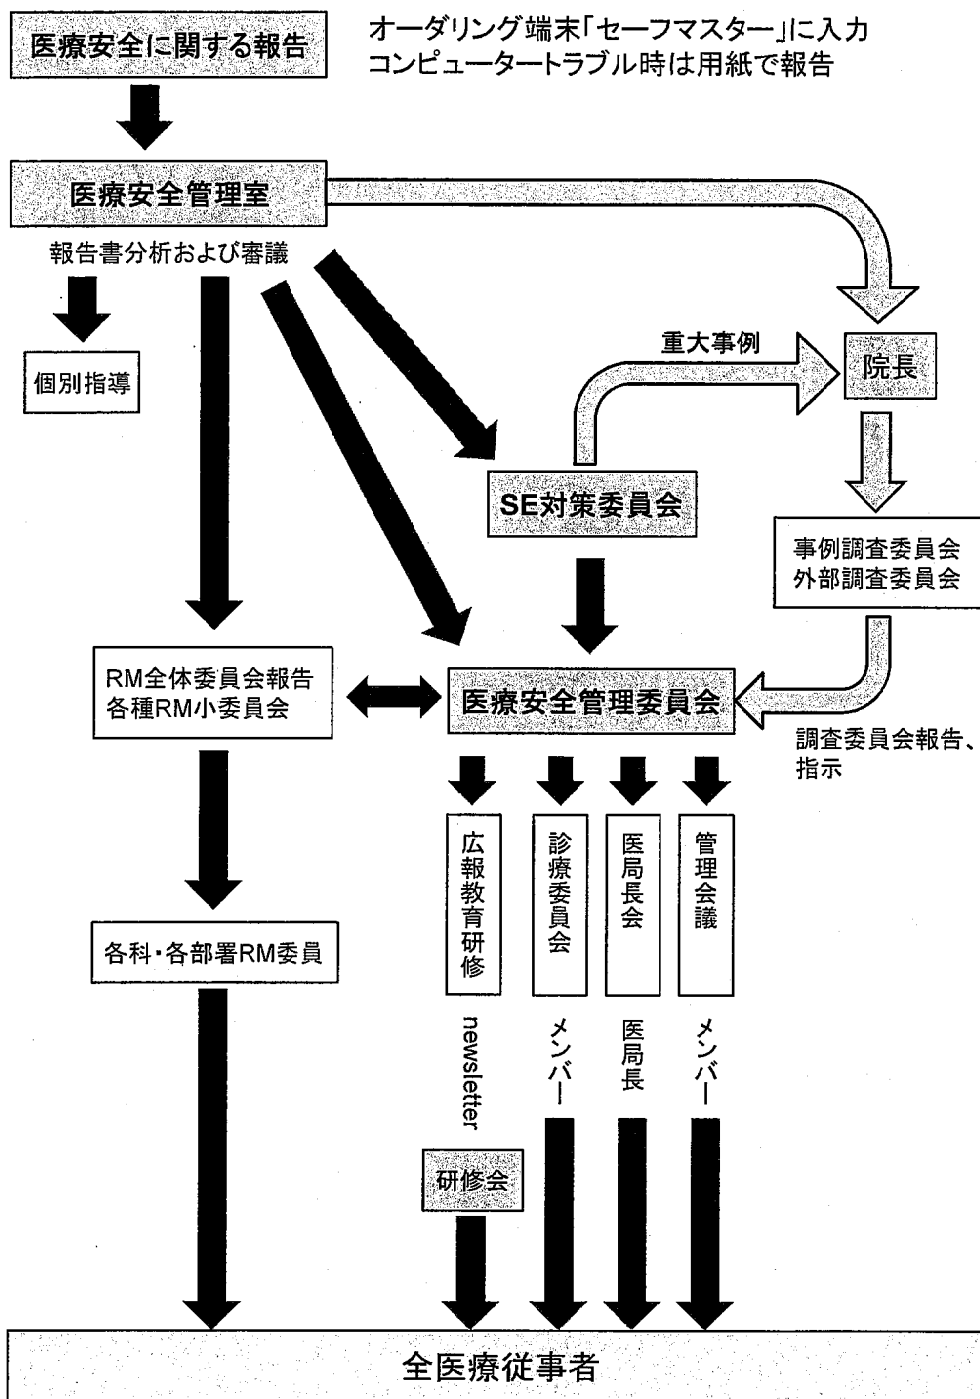 医療安全に関する報告
オーダリング端末「セーフマスター」に入力
コンピュータートラブル時は用紙で報告
医療安全管理室
報告書分析および審議
個別指導
重大事例
院長
SE対策委員会
事例調査委員会
外部調査委員会
RM全体委員会報告
各種RM小委員会
医療安全管理委員会
調査委員会報告、
指示
広報教育研修
診療委員会
医局長会
管理会議
各科・各部署RM委員
newsletter
メンバー
医局長
メンバー
研修会
全医療従事者